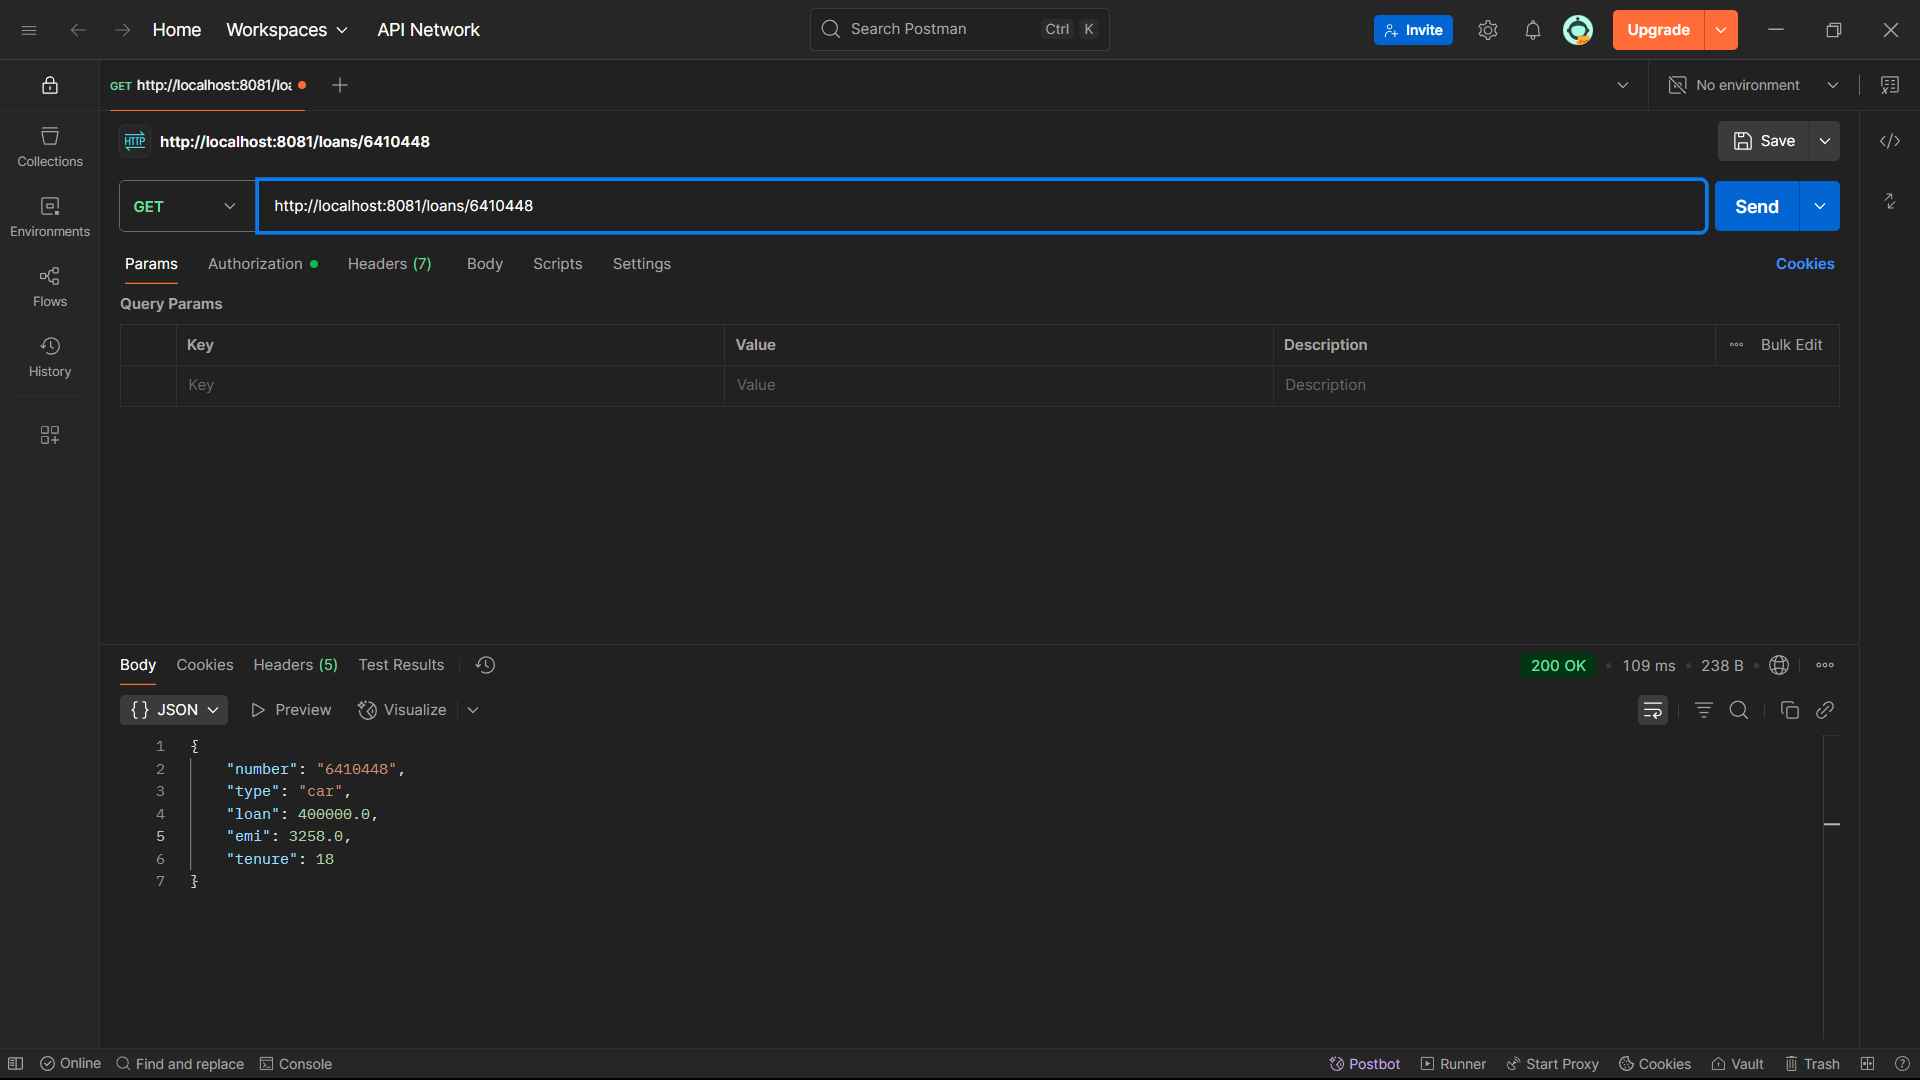 Home Workspaces API Network Search Postman Ctrl K Invite Upgrade
GET http://localhost:8081/loa No environment
HTTP http://localhost:8081/loans/6410448 Save
Collections
GET http://localhost:8081/loans/6410448 Send
Environments
Params Authorization Headers (7) Body Scripts Settings Cookies
Flows
Query Params
Key Value Description Bulk Edit
History
Key Value Description
Body Cookies Headers (5) Test Results 200 OK 109 ms 238 B
{} JSON Preview Visualize
1 {
2 "number": "6410448",
3 "type": "car",
4 "loan": 400000.0,
5 "emi": 3258.0,
6 "tenure": 18
7 }
Online Find and replace Console Postbot Runner Start Proxy Cookies Vault Trash